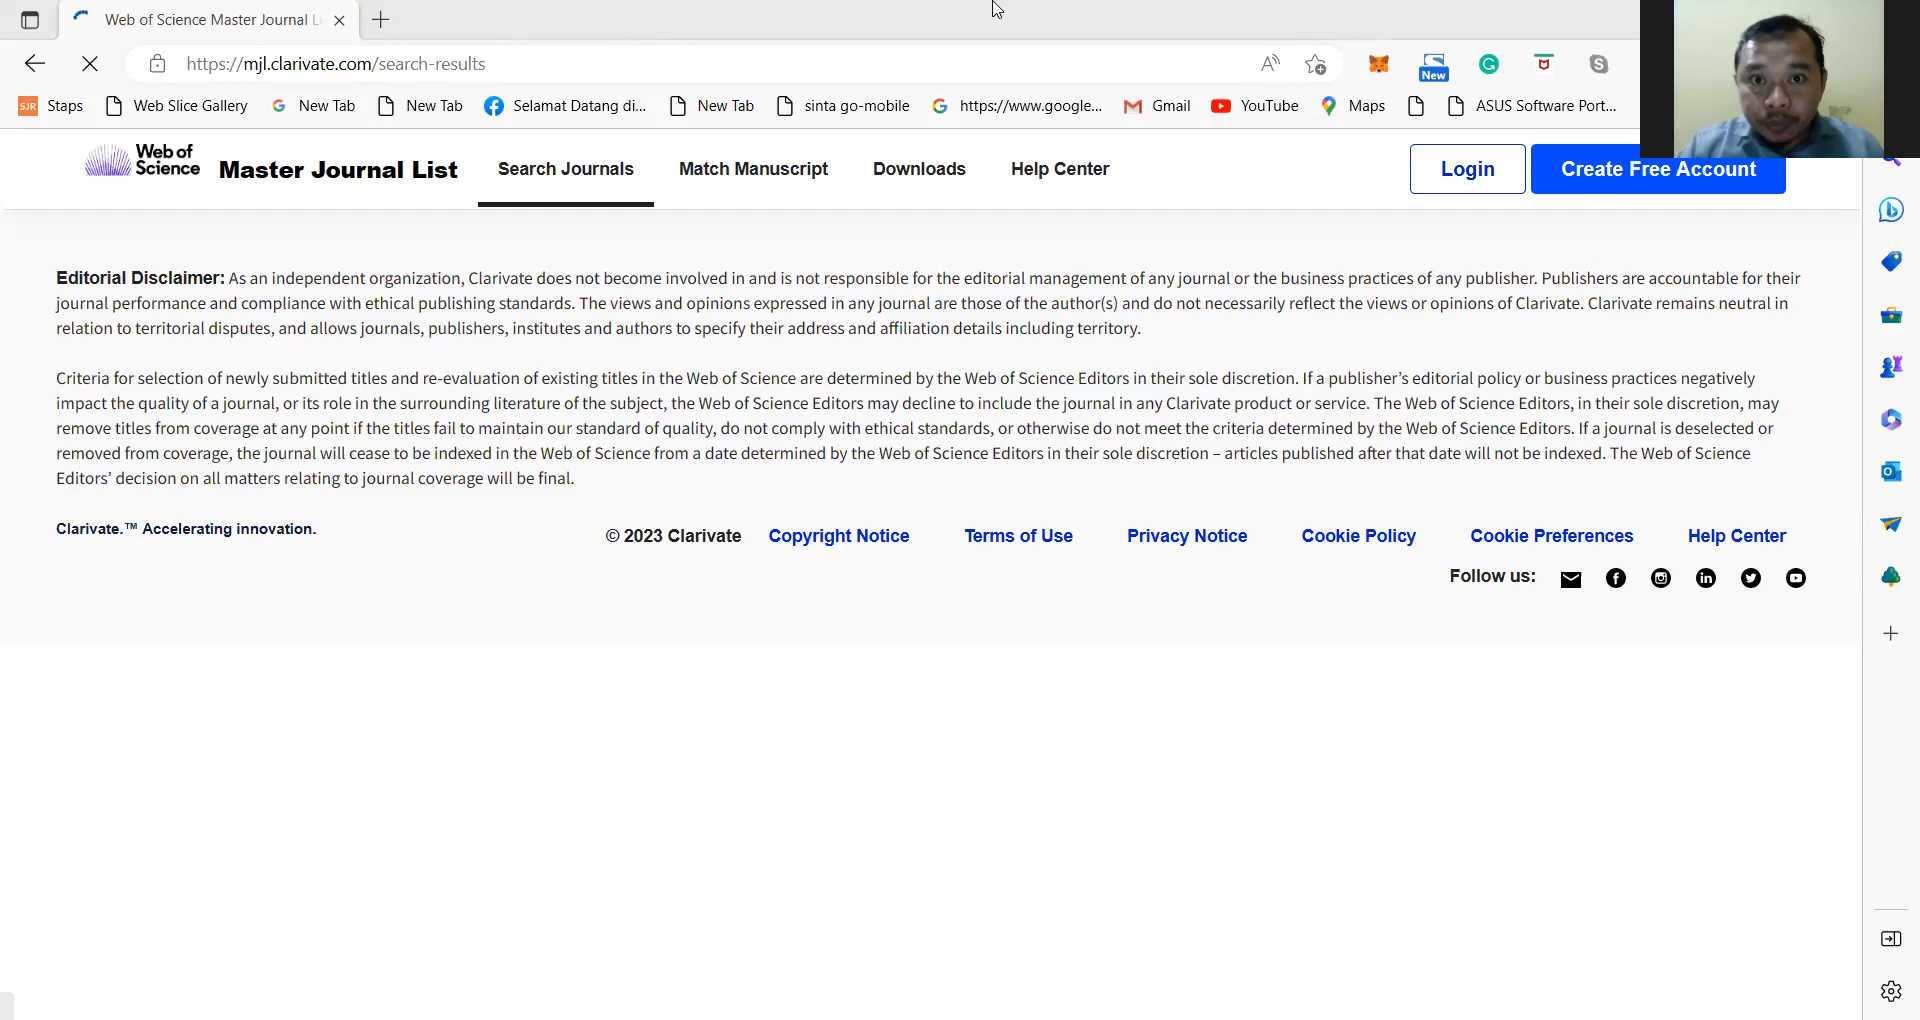 Web of Science Master Journal Li
https://mjl.clarivate.com/search-results
New
SJR Staps Web Slice Gallery New Tab New Tab Selamat Datang di... New Tab sinta go-mobile https://www.google... Gmail YouTube Maps ASUS Software Port...
Web of
Science
Master Journal List Search Journals Match Manuscript Downloads Help Center Login Create Free Account
Editorial Disclaimer: As an independent organization, Clarivate does not become involved in and is not responsible for the editorial management of any journal or the business practices of any publisher. Publishers are accountable for their
journal performance and compliance with ethical publishing standards. The views and opinions expressed in any journal are those of the author(s) and do not necessarily reflect the views or opinions of Clarivate. Clarivate remains neutral in
relation to territorial disputes, and allows journals, publishers, institutes and authors to specify their address and affiliation details including territory.
Criteria for selection of newly submitted titles and re-evaluation of existing titles in the Web of Science are determined by the Web of Science Editors in their sole discretion. If a publisher’s editorial policy or business practices negatively
impact the quality of a journal, or its role in the surrounding literature of the subject, the Web of Science Editors may decline to include the journal in any Clarivate product or service. The Web of Science Editors, in their sole discretion, may
remove titles from coverage at any point if the titles fail to maintain our standard of quality, do not comply with ethical standards, or otherwise do not meet the criteria determined by the Web of Science Editors. If a journal is deselected or
removed from coverage, the journal will cease to be indexed in the Web of Science from a date determined by the Web of Science Editors in their sole discretion – articles published after that date will not be indexed. The Web of Science
Editors’ decision on all matters relating to journal coverage will be final.
Clarivate.™ Accelerating innovation.
© 2023 Clarivate Copyright Notice Terms of Use Privacy Notice Cookie Policy Cookie Preferences Help Center
Follow us: